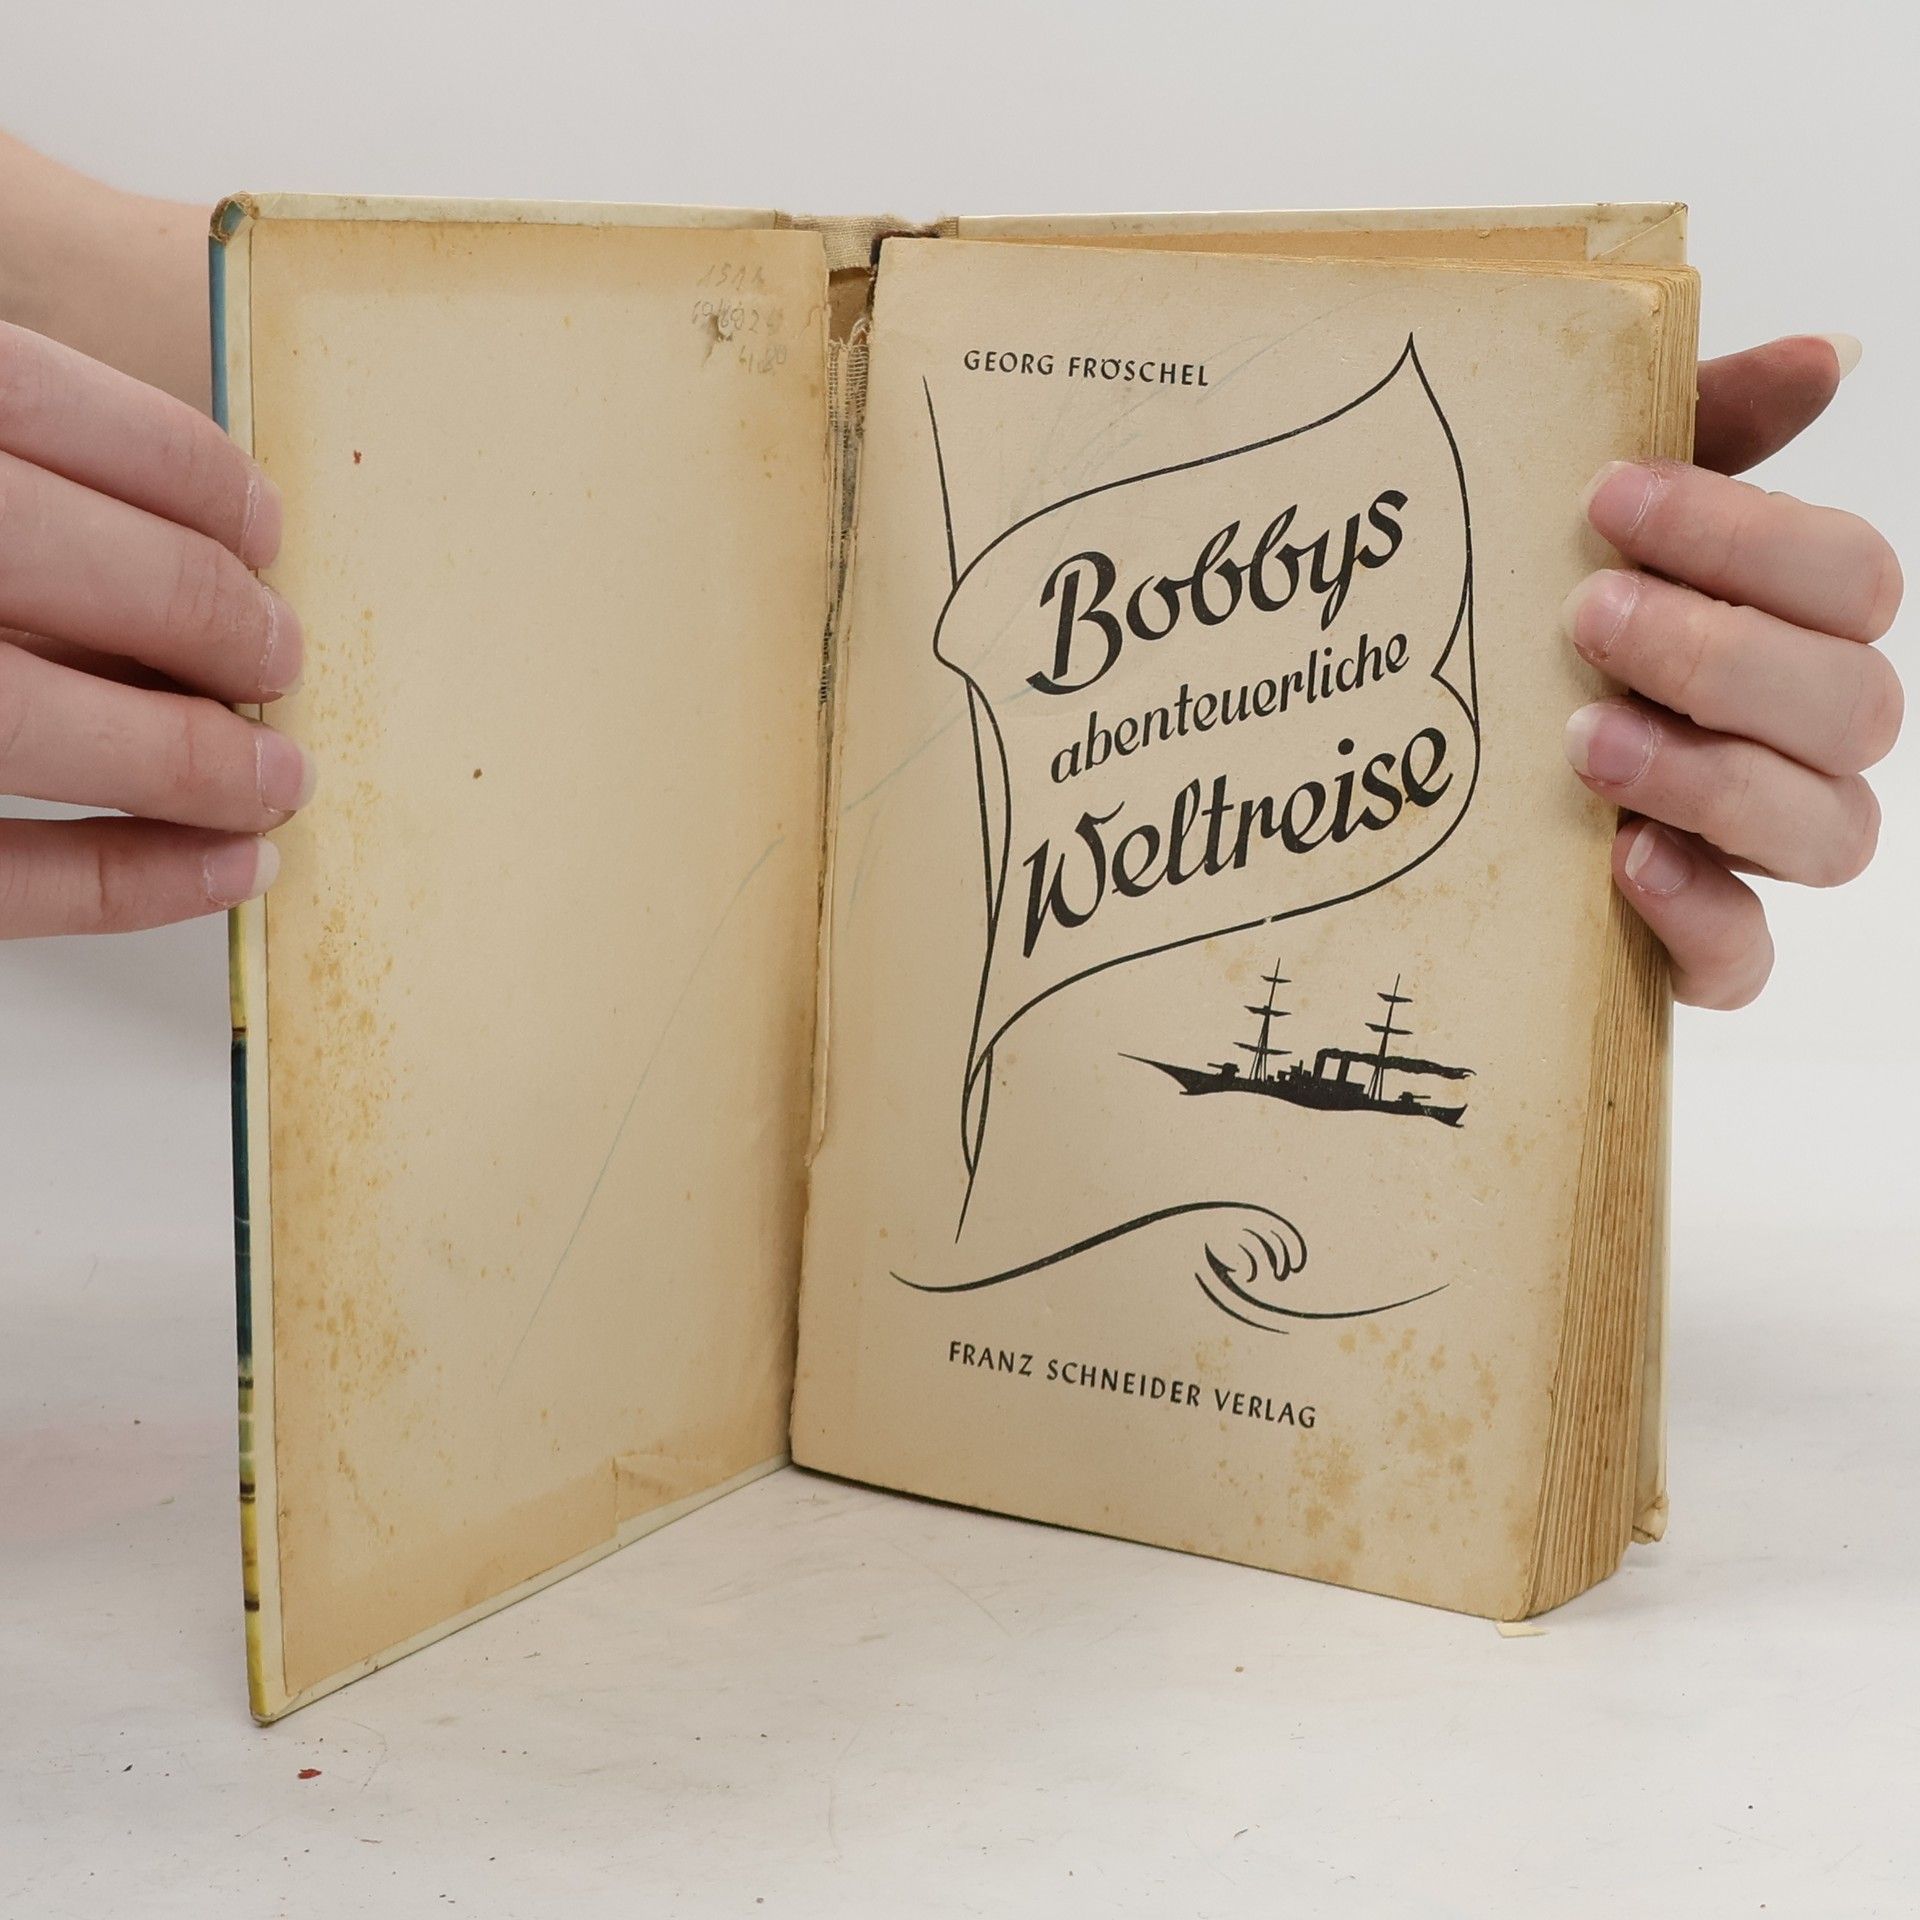 GEORG FRÖSCHEL
Bobbys
abenteuerliche
Weltreise
FRANZ SCHNEIDER VERLAG